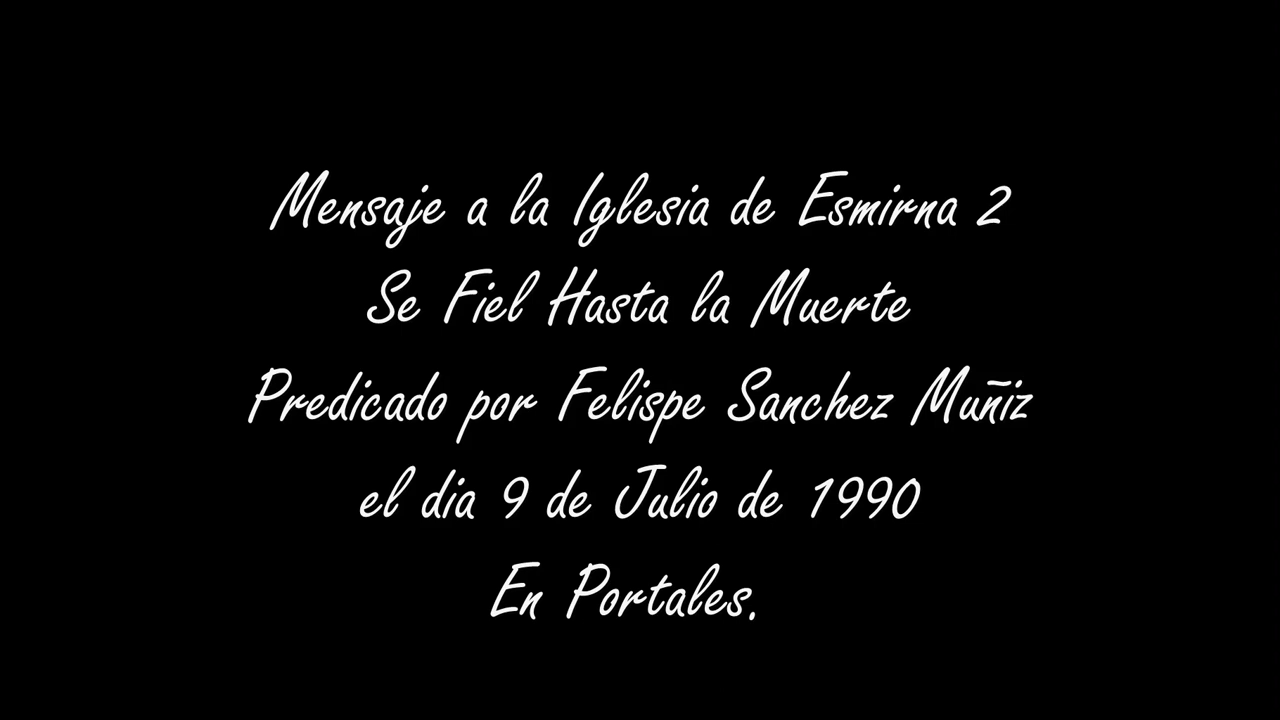 Mensaje a la Iglesia de Esmirna 2
Se Fiel Hasta la Muerte
Predicado por Felispe Sanchez Muñiz
el dia 9 de Julio de 1990
En Portales.